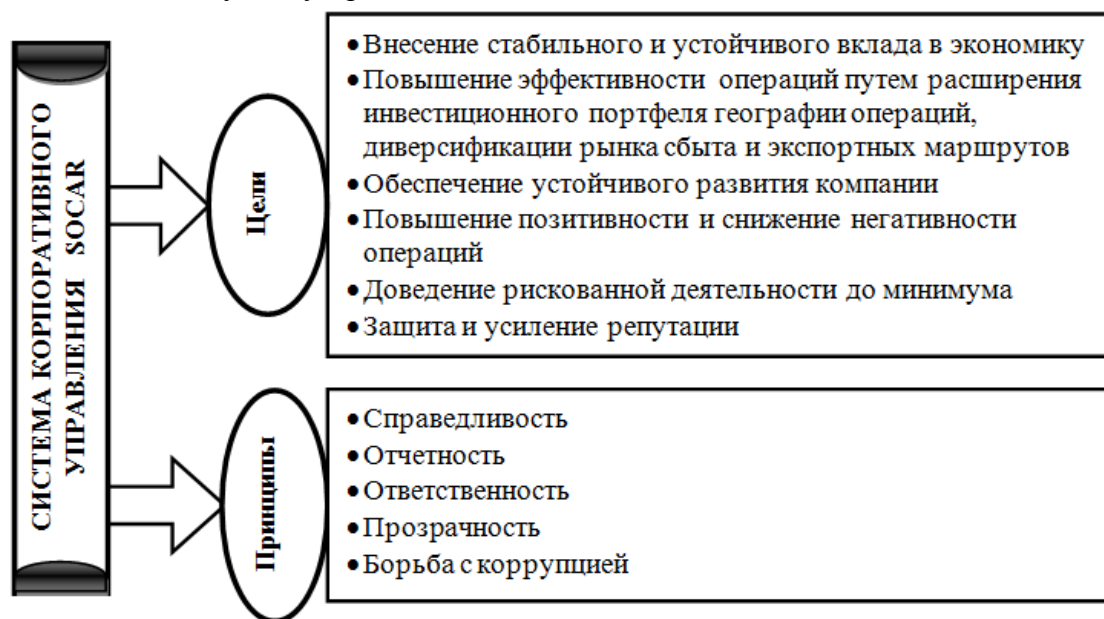 СИСТЕМА КОРПОРАТИВНОГО
УПРАВЛЕНИЯ SOCAR
Цели
•Внесение стабильного и устойчивого вклада в экономику
•Повышение эффективности операций путем расширения
инвестиционного портфеля географии операций,
диверсификации рынка сбыта и экспортных маршрутов
•Обеспечение устойчивого развития компании
•Повышение позитивности и снижение негативности
операций
•Доведение рискованной деятельности до минимума
•Защита и усиление репутации
Принципы
•Справедливость
•Отчетность
•Ответственность
•Прозрачность
•Борьба с коррупцией